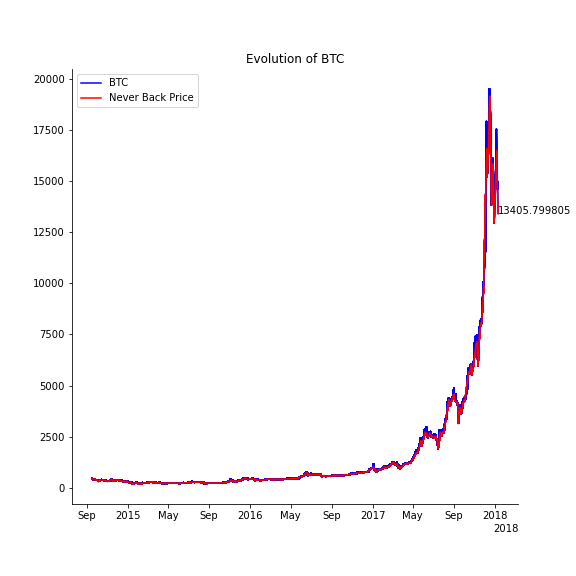 Evolution of BTC
BTC
Never Back Price
20000
17500
15000
13405.799805
12500
10000
7500
5000
2500
0
Sep 2015 May Sep 2016 May Sep 2017 May Sep 2018
2018